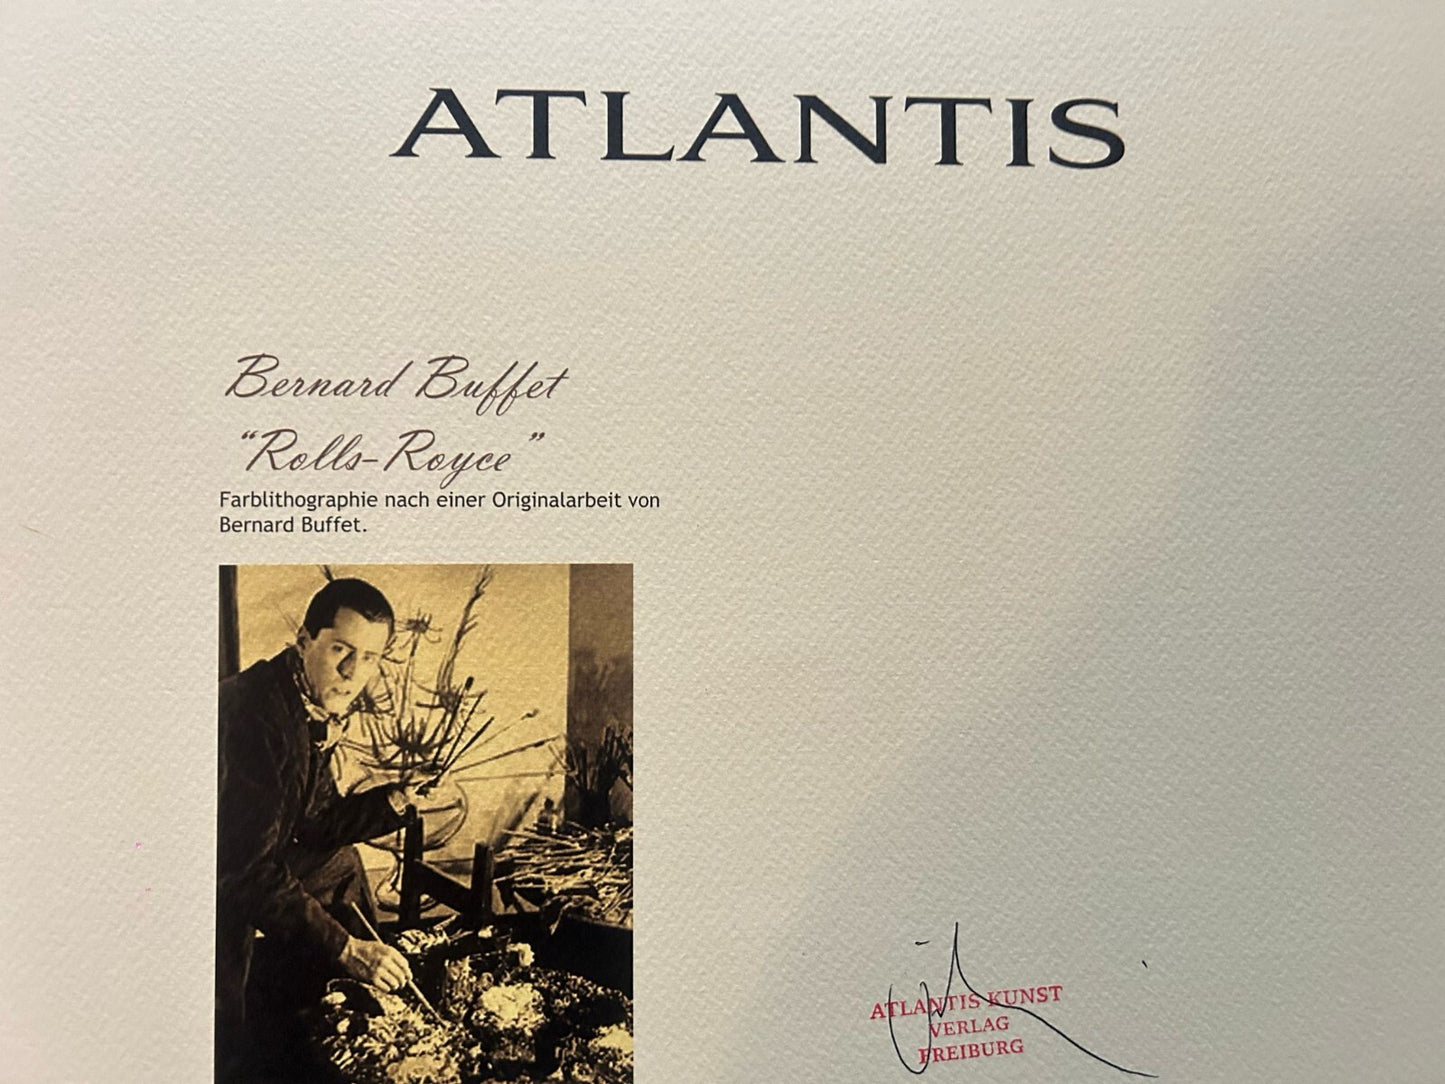 ATLANTIS
Bernard Buffet
“Rolls-Royce”
Farblithographie nach einer Originalarbeit von
Bernard Buffet.
ATLANTIS KUNST
VERLAG
FREIBURG